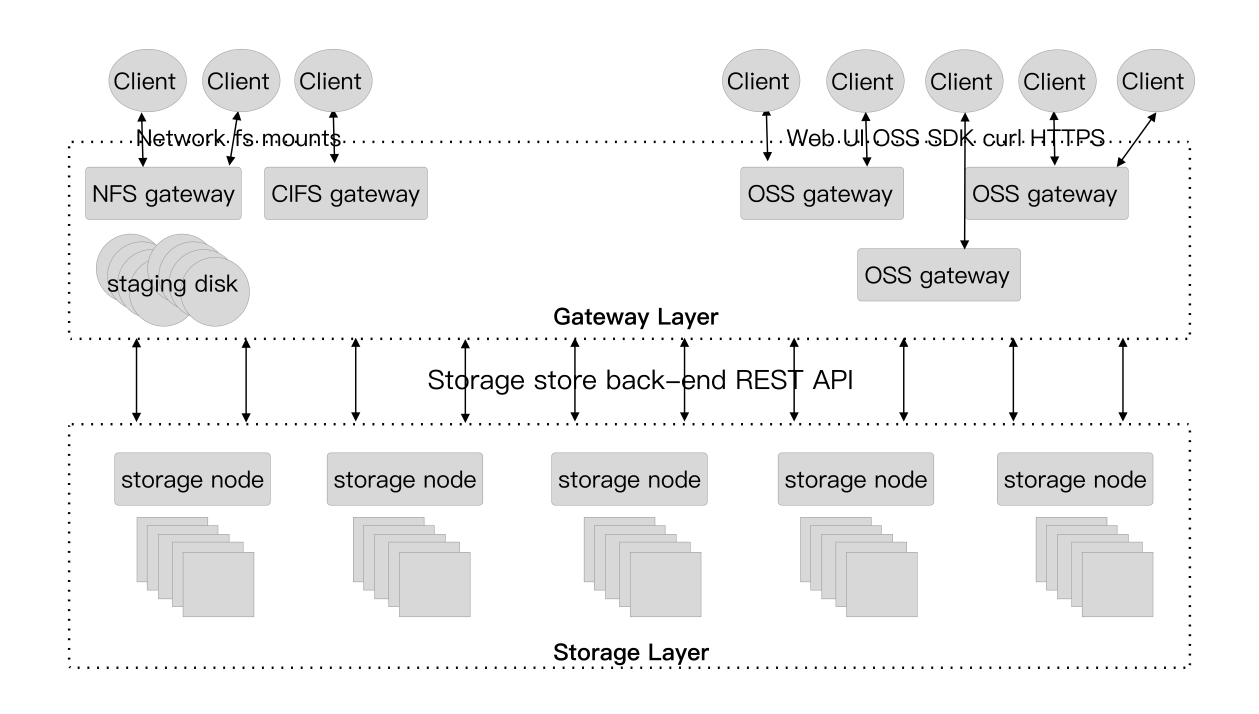 Client Client Client Client Client Client Client Client
Network fs mounts Web UI OSS SDK curl HTTPS
NFS gateway CIFS gateway OSS gateway OSS gateway
OSS gateway
staging disk
Gateway Layer
Storage store back-end REST API
storage node storage node storage node storage node storage node
Storage Layer